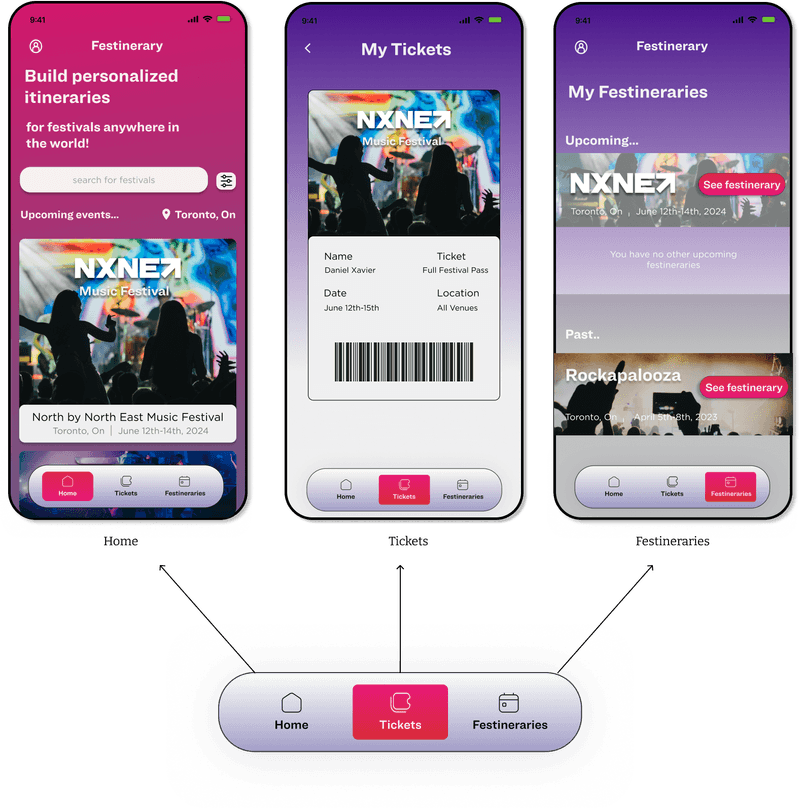 9:41
Festinerary
Build personalized
itineraries
for festivals anywhere in
the world!
search for festivals
Upcoming events...
Toronto, On
NXNE
Music Festival
North by North East Music Festival
Toronto, On | June 12th-14th, 2024
Home
Tickets
Festineraries
Home
9:41
My Tickets
NXNE
Music Festival
Name
Ticket
Daniel Xavier
Full Festival Pass
Date
Location
June 12th-15th
All Venues
Home
Tickets
Festineraries
Tickets
9:41
Festinerary
My Festineraries
Upcoming...
NXNE
See festinerary
Toronto, On , June 12th-14th, 2024
You have no other upcoming
festineraries
Past..
Rockapalooza
See festinerary
Toronto, On , April 5th-8th, 2023
Home
Tickets
Festineraries
Festineraries
Home
Tickets
Festineraries